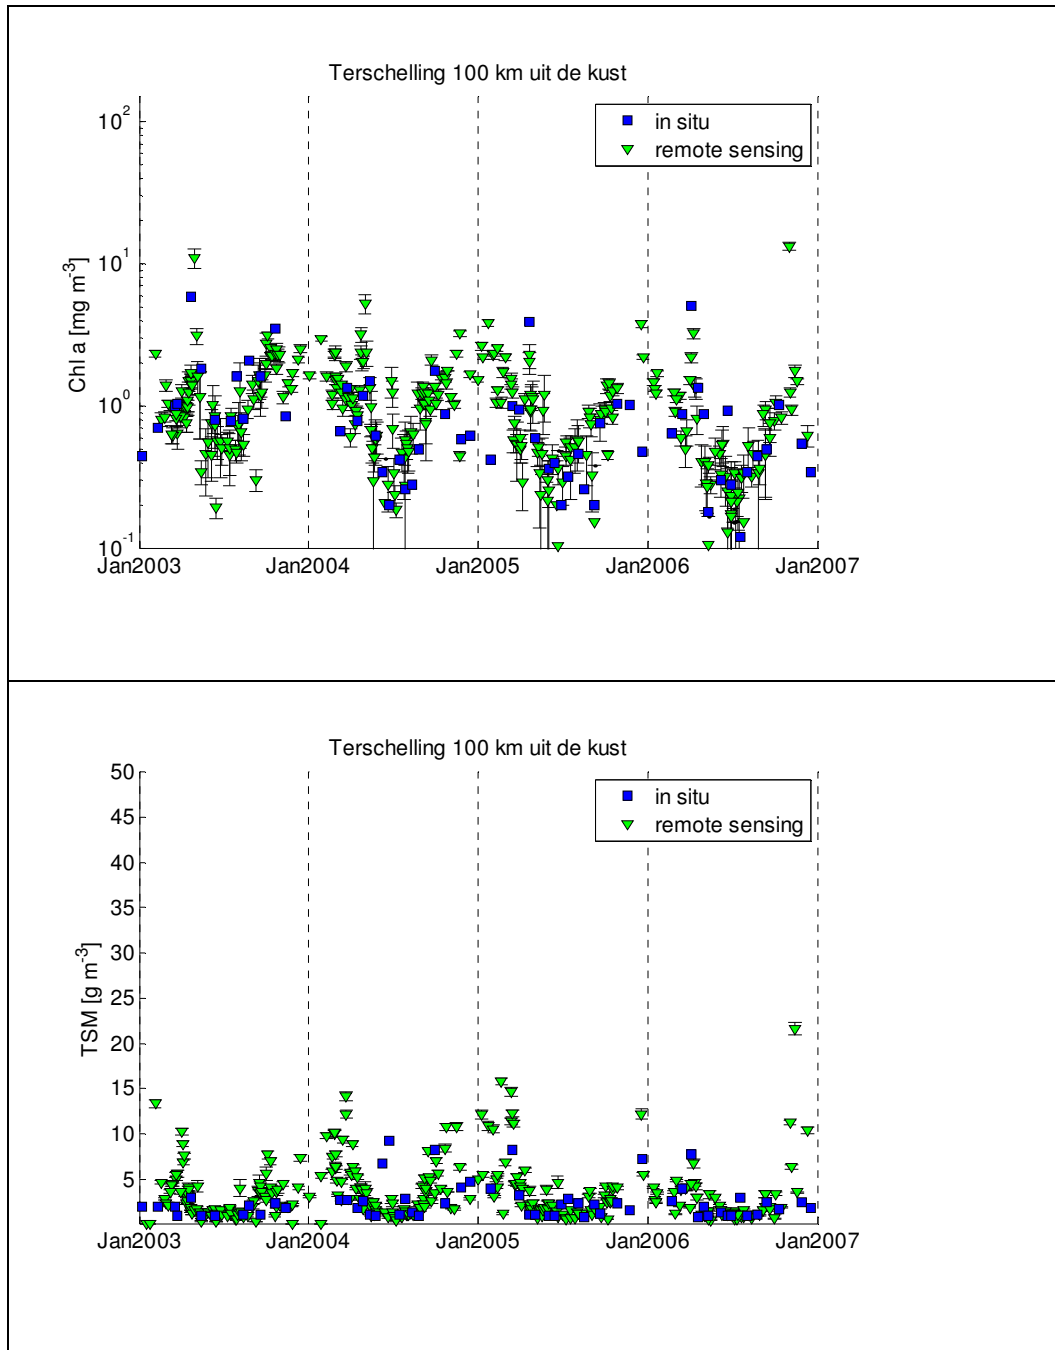 Terschelling 100 km uit de kust
in situ
remote sensing
Chl a [mg m-3]
10^2
10^1
10^0
10^-1
Jan2003 Jan2004 Jan2005 Jan2006 Jan2007
Terschelling 100 km uit de kust
in situ
remote sensing
TSM [g m-3]
50
45
40
35
30
25
20
15
10
5
Jan2003 Jan2004 Jan2005 Jan2006 Jan2007